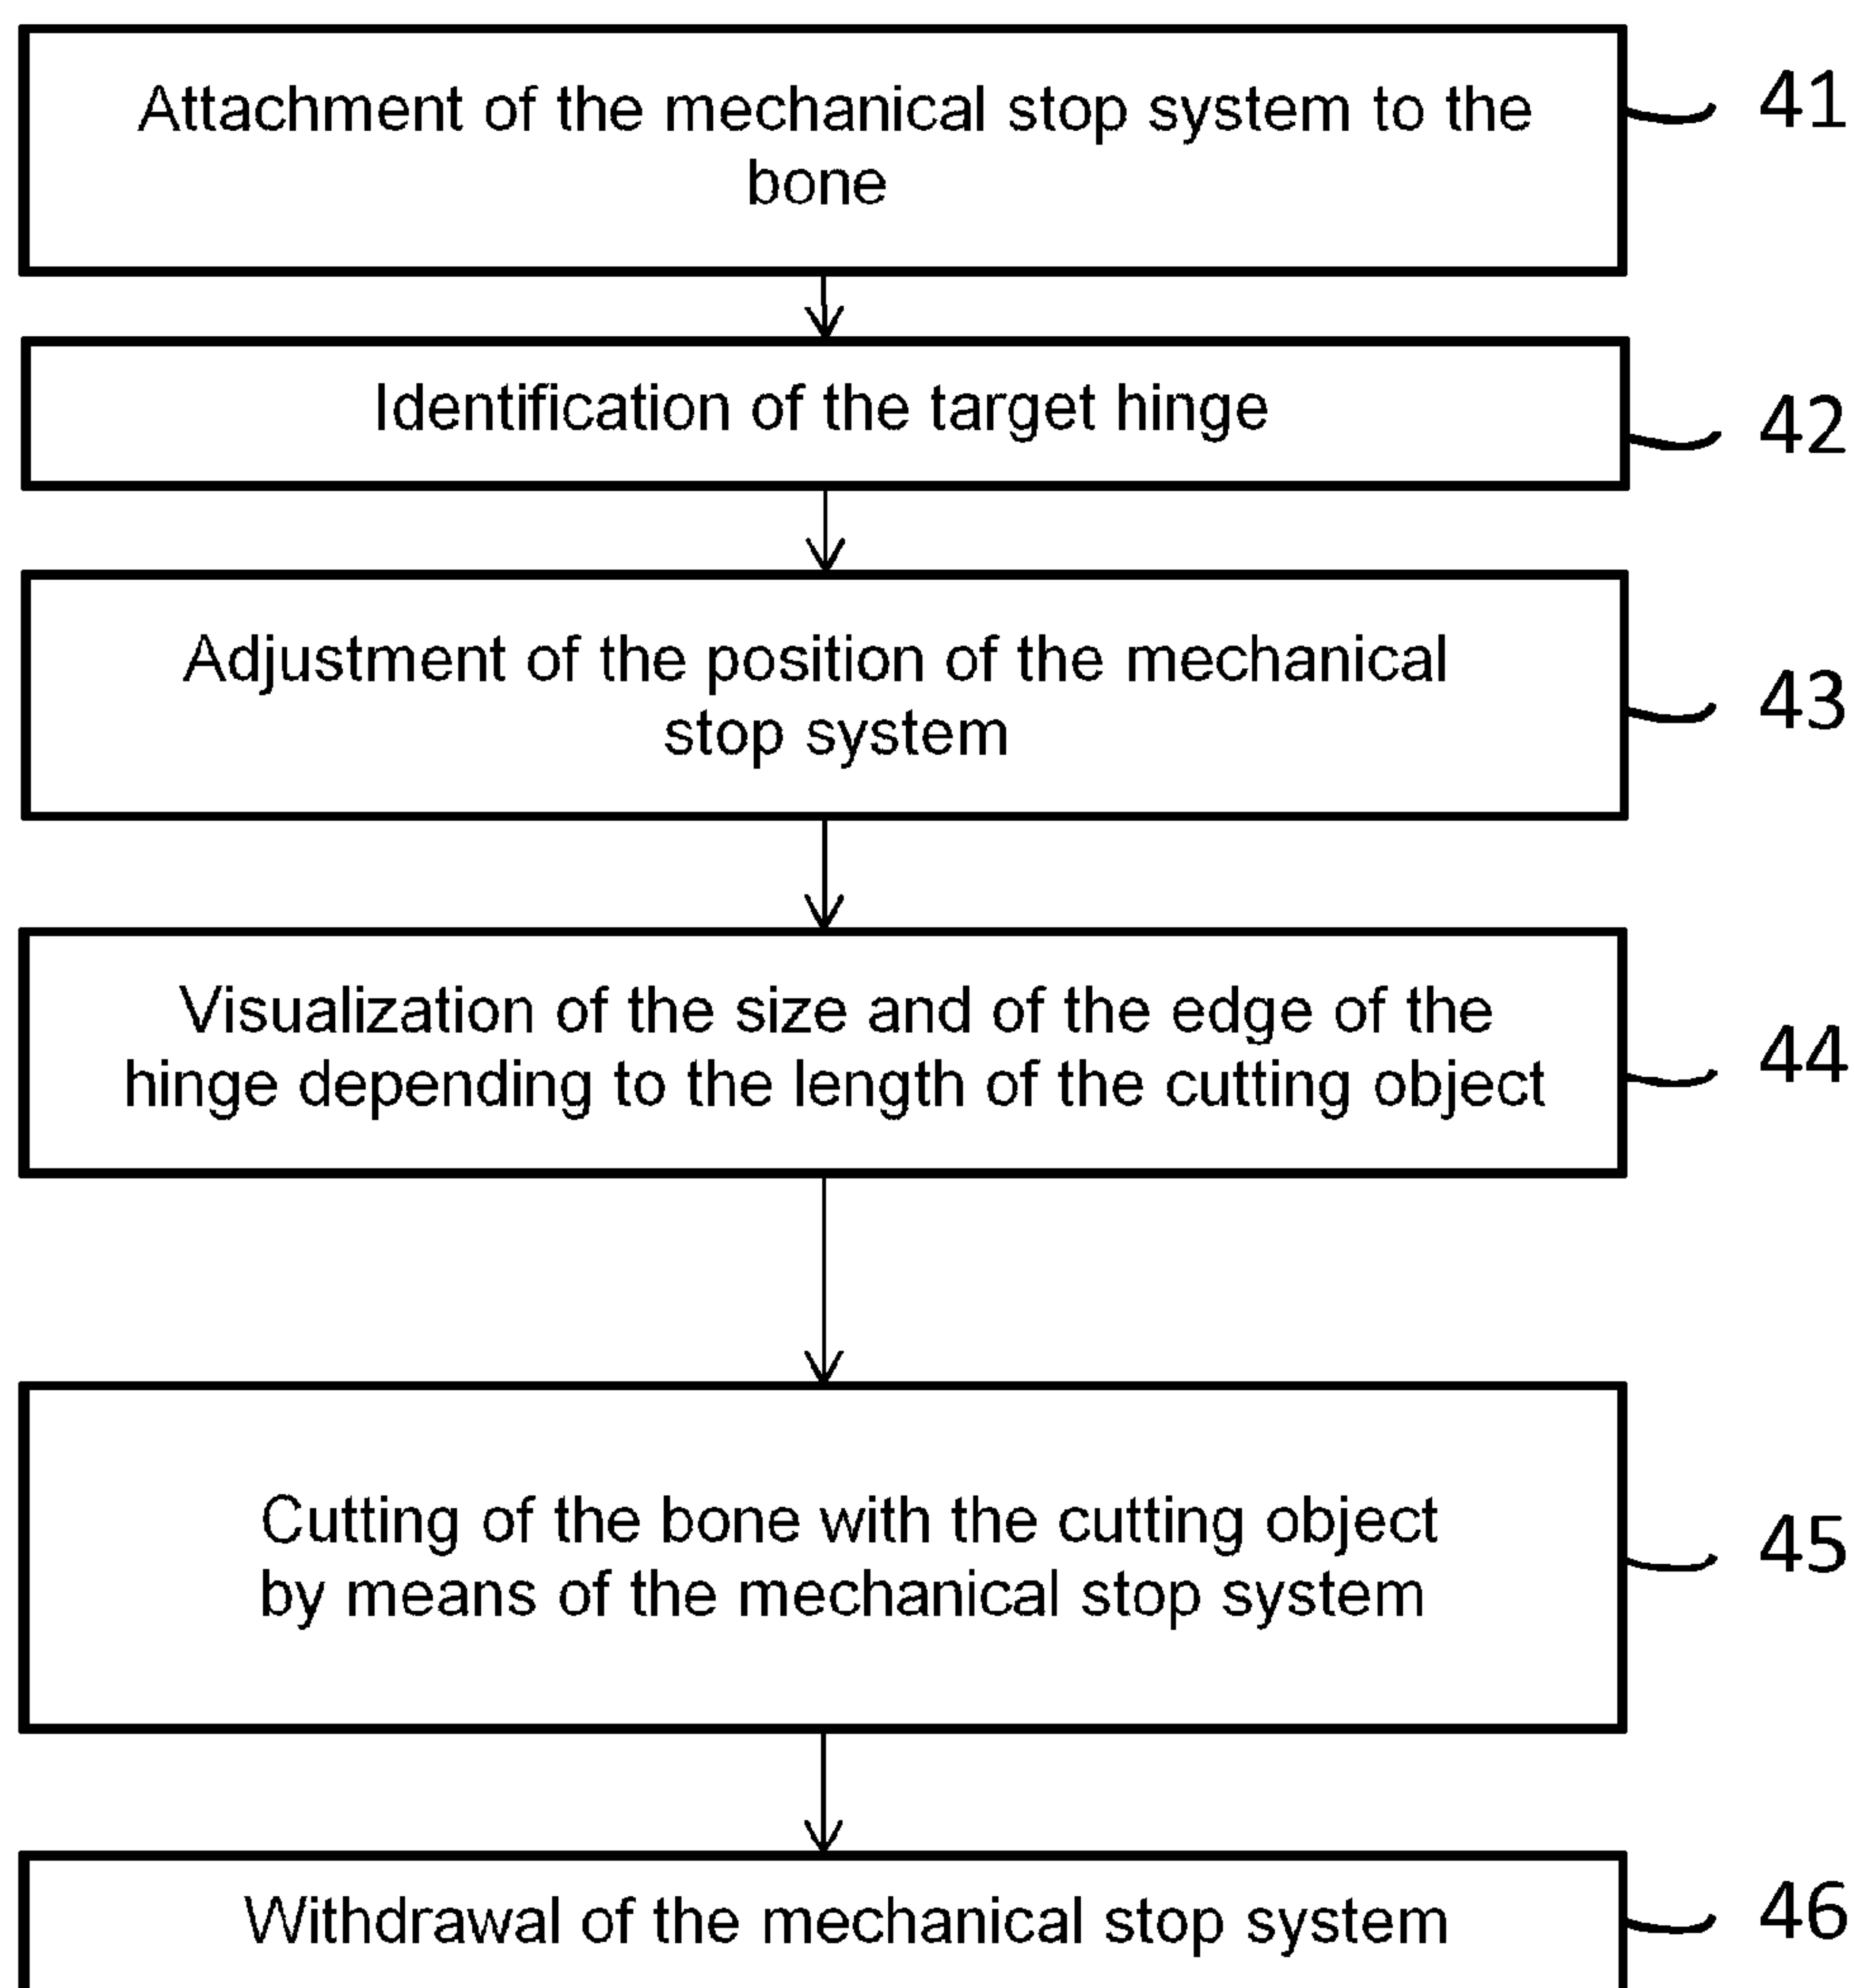 Attachment of the mechanical stop system to the
bone
41
Identification of the target hinge
42
Adjustment of the position of the mechanical
stop system
43
Visualization of the size and of the edge of the
hinge depending to the length of the cutting object
44
Cutting of the bone with the cutting object
by means of the mechanical stop system
45
Withdrawal of the mechanical stop system
46